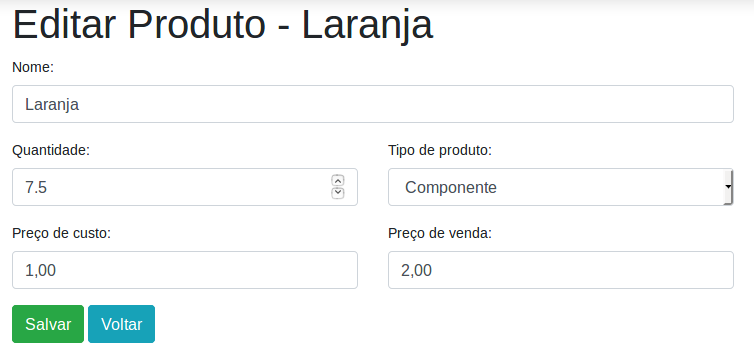 Editar Produto - Laranja
Nome:
Laranja
Quantidade: Tipo de produto:
7.5 Componente
Preço de custo: Preço de venda:
1,00 2,00
Salvar Voltar